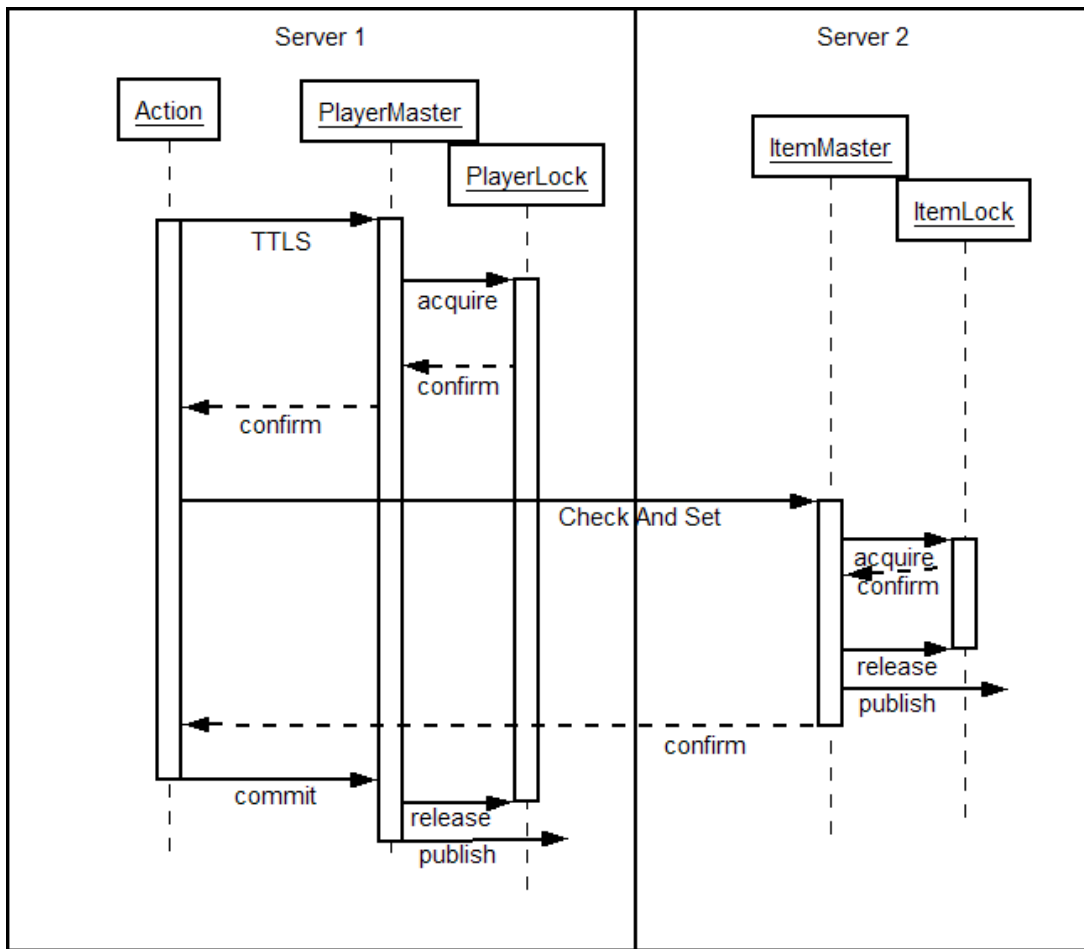 Server 1
Server 2
Action
PlayerMaster
PlayerLock
ItemMaster
ItemLock
TTLS
acquire
confirm
confirm
Check And Set
acquire
confirm
release
publish
confirm
commit
release
publish